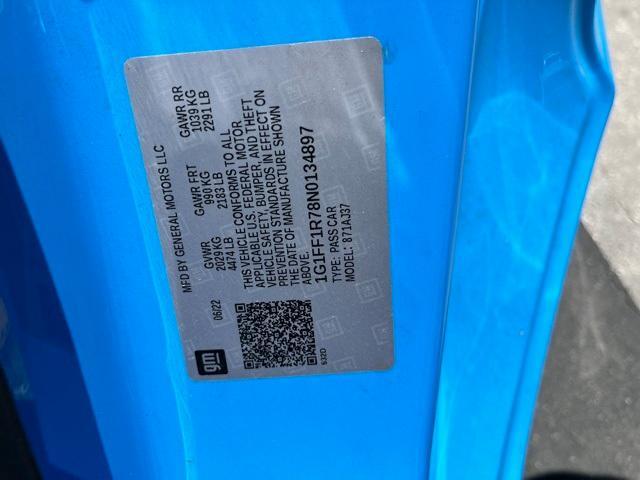 gm
MFD BY GENERAL MOTORS LLC
06/22
GVWR GAWR FRT GAWR RR
2029 KG 990 KG 1039 KG
4474 LB 2183 LB 2291 LB
THIS VEHICLE CONFORMS TO ALL
APPLICABLE U.S. FEDERAL MOTOR
VEHICLE SAFETY, BUMPER, AND THEFT
PREVENTION STANDARDS IN EFFECT ON
THE DATE OF MANUFACTURE SHOWN
ABOVE.
1G1FF1R78N0134897
TYPE: PASS CAR
MODEL: 871AJ37